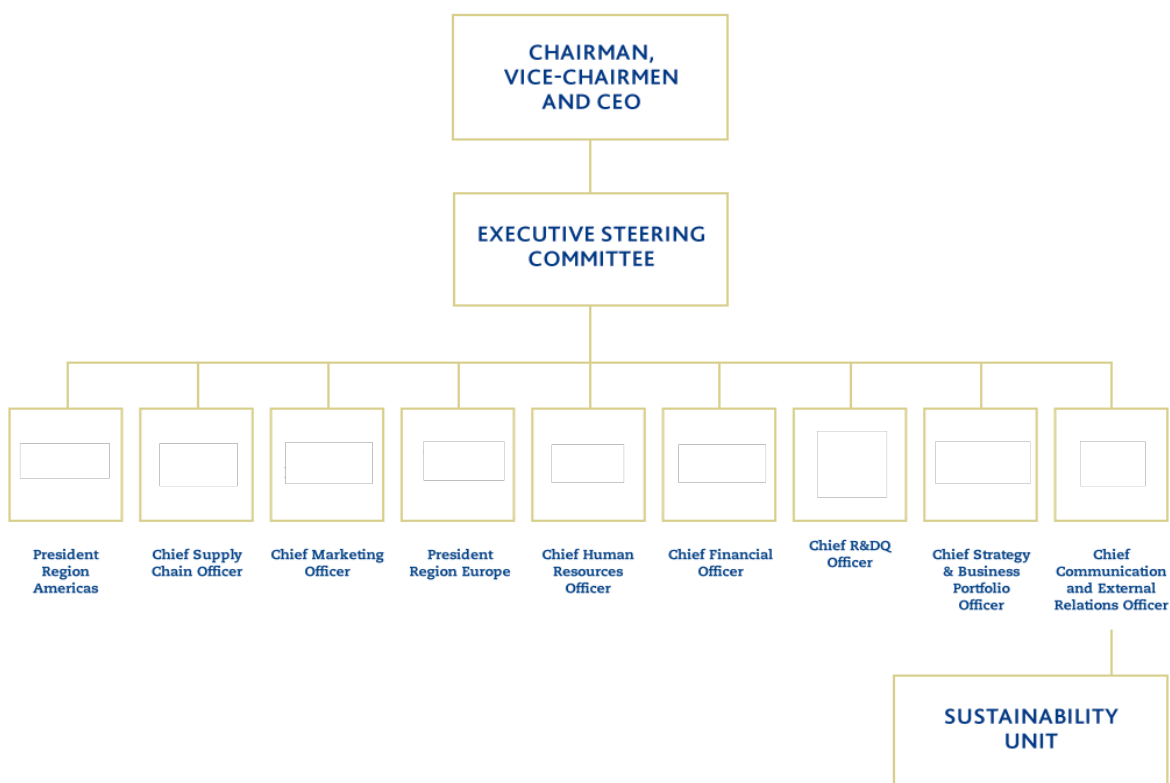 CHAIRMAN,
VICE-CHAIRMEN
AND CEO
EXECUTIVE STEERING
COMMITTEE
President
Region
Americas
Chief Supply
Chain Officer
Chief Marketing
Officer
President
Region Europe
Chief Human
Resources
Officer
Chief Financial
Officer
Chief R&DQ
Officer
Chief Strategy
& Business
Portfolio
Officer
Chief
Communication
and External
Relations Officer
SUSTAINABILITY
UNIT